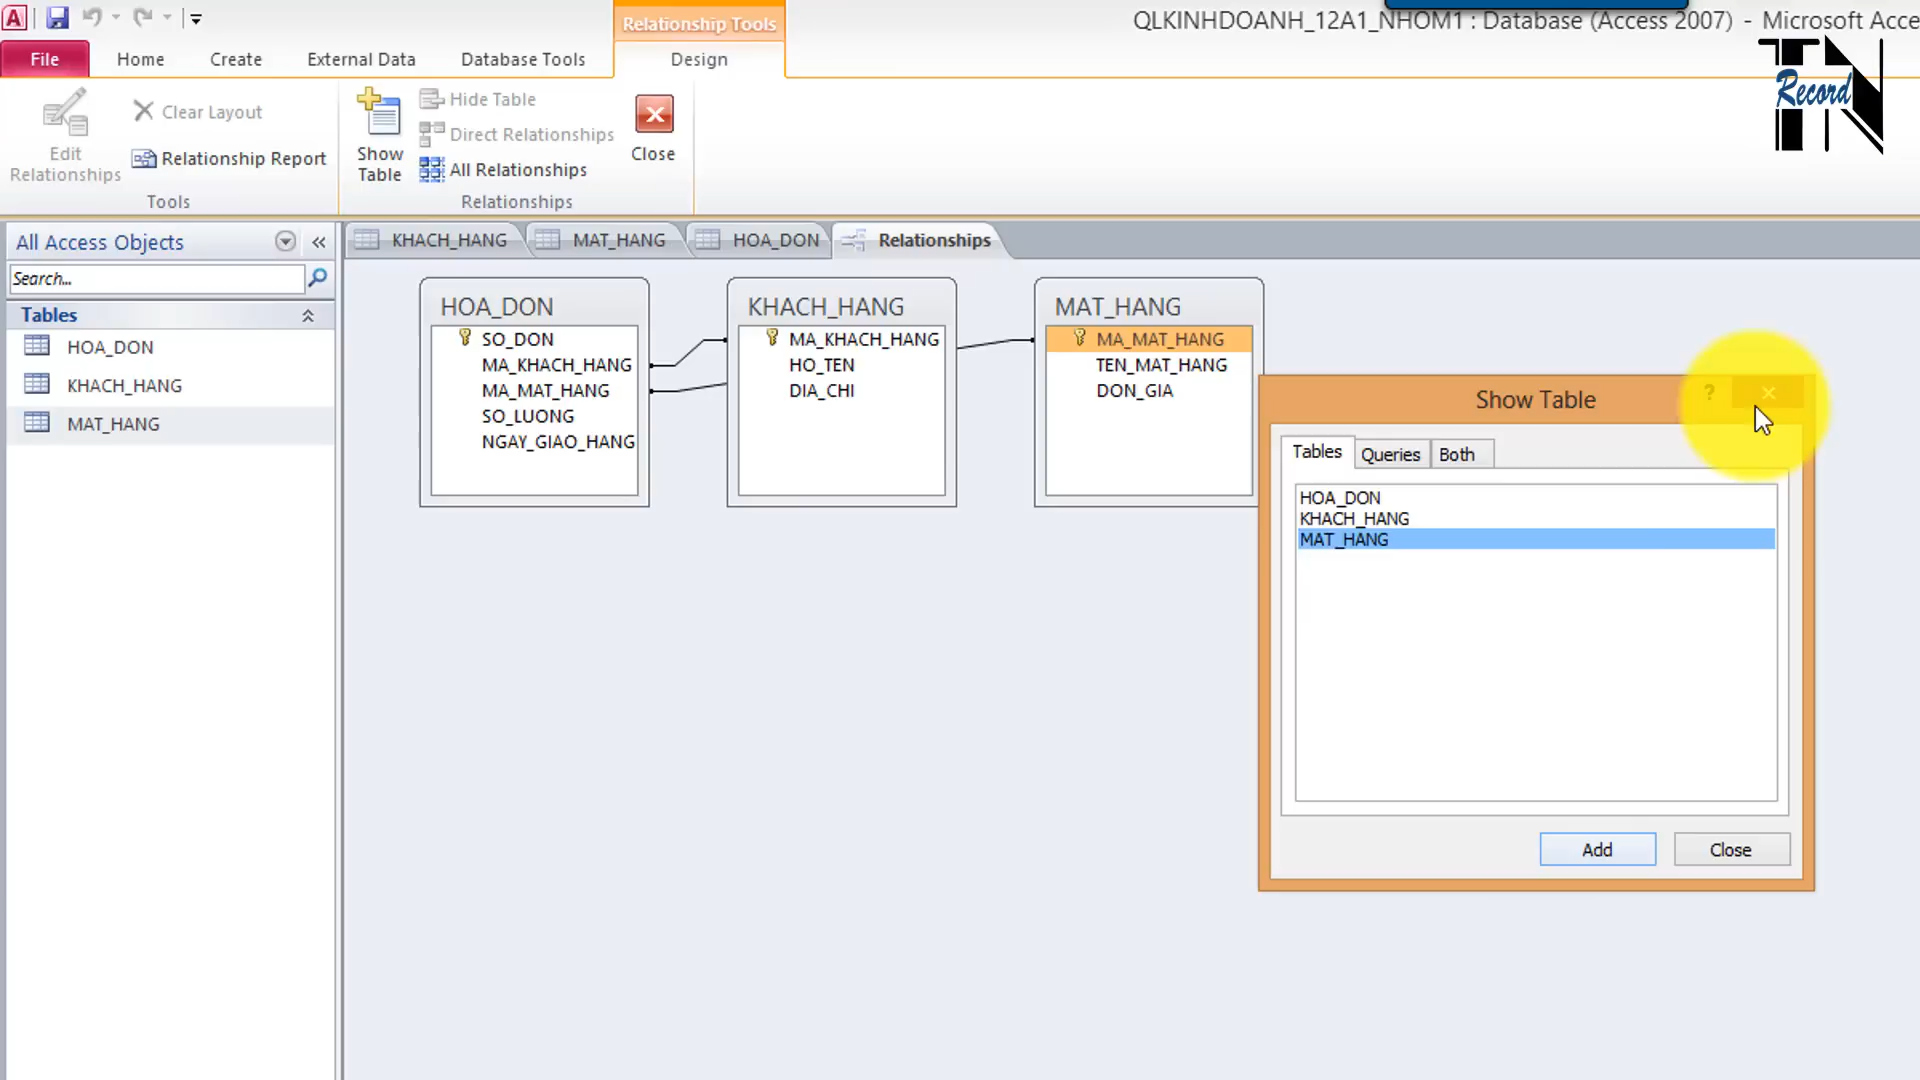 Relationship Tools
QLKINHDOANH_12A1_NHOM1 : Database (Access 2007) - Microsoft Acce
File
Home
Create
External Data
Database Tools
Design
TN
Record
Edit Relationships
Clear Layout
Relationship Report
Tools
Show Table
Hide Table
Direct Relationships
All Relationships
Close
Relationships
All Access Objects
Search...
Tables
HOA_DON
KHACH_HANG
MAT_HANG
KHACH_HANG
MAT_HANG
HOA_DON
Relationships
HOA_DON
SO_DON
MA_KHACH_HANG
MA_MAT_HANG
SO_LUONG
NGAY_GIAO_HANG
KHACH_HANG
MA_KHACH_HANG
HO_TEN
DIA_CHI
MAT_HANG
MA_MAT_HANG
TEN_MAT_HANG
DON_GIA
Show Table
?
Tables
Queries
Both
HOA_DON
KHACH_HANG
MAT_HANG
Add
Close